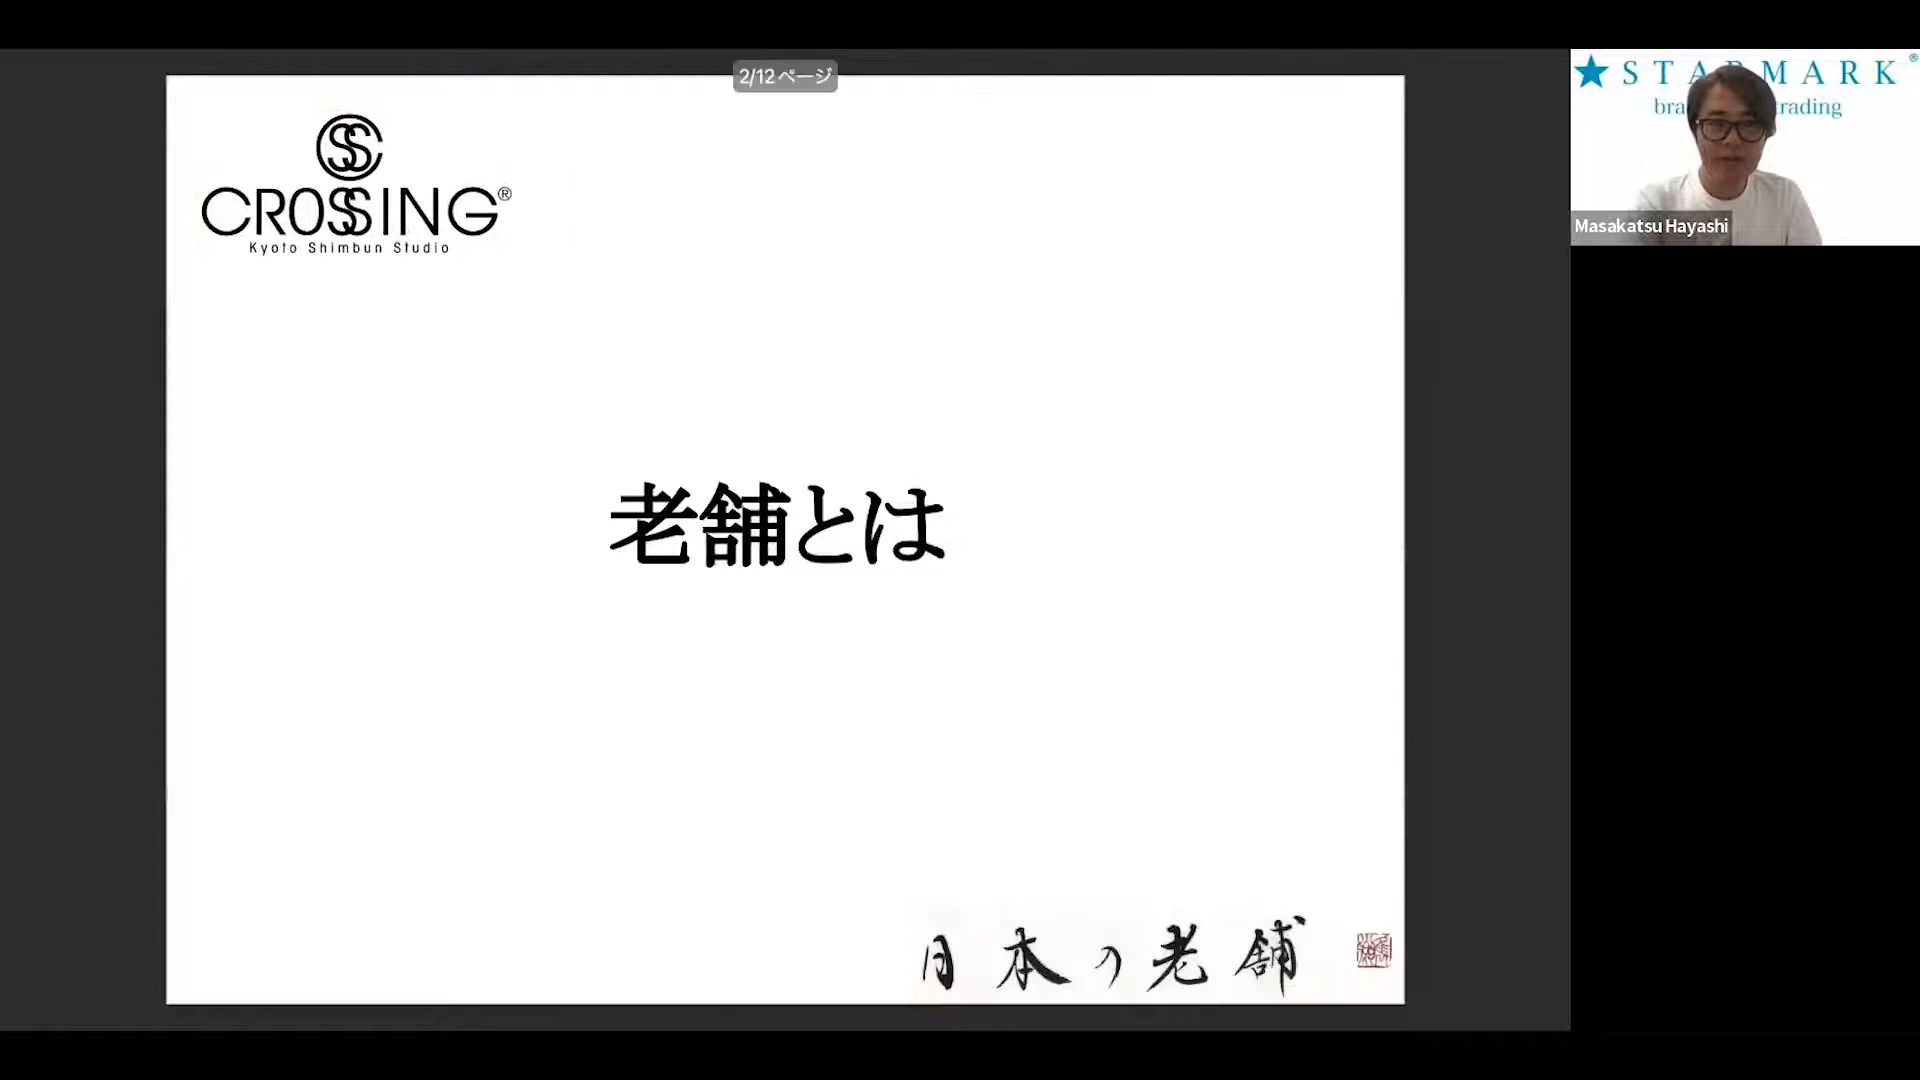 2/12ページ
CROSSING®
Kyoto Shimbun Studio
老舗とは
日本の老舗
STARMARK®
Masakatsu Hayashi